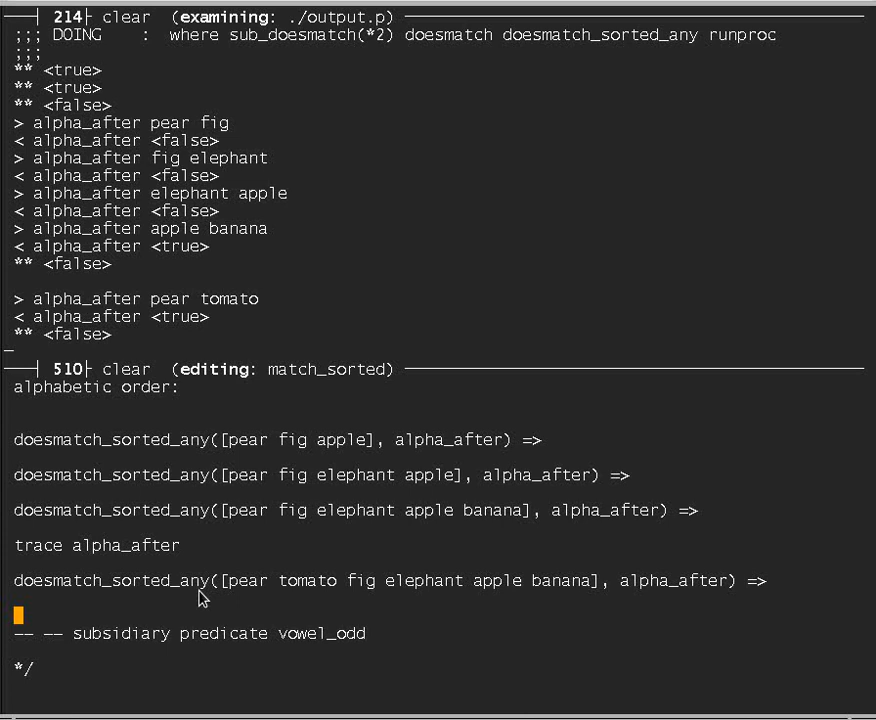 214 clear (examining: ./output.p)
;;; DOING : where sub_doesmatch(*2) doesmatch doesmatch_sorted_any runproc
;;;
** <true>
** <true>
** <false>
> alpha_after pear fig
< alpha_after <false>
> alpha_after fig elephant
< alpha_after <false>
> alpha_after elephant apple
< alpha_after <false>
> alpha_after apple banana
< alpha_after <true>
** <false>
> alpha_after pear tomato
< alpha_after <true>
** <false>
510 clear (editing: match_sorted)
alphabetic order:
doesmatch_sorted_any([pear fig apple], alpha_after) =>
doesmatch_sorted_any([pear fig elephant apple], alpha_after) =>
doesmatch_sorted_any([pear fig elephant apple banana], alpha_after) =>
trace alpha_after
doesmatch_sorted_any([pear tomato fig elephant apple banana], alpha_after) =>
-- -- subsidiary predicate vowel_odd
*/